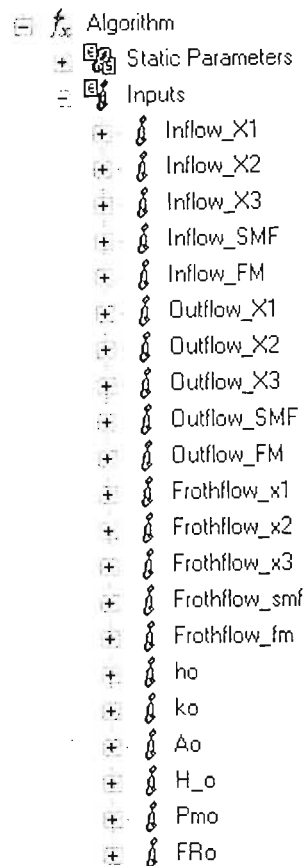 Algorithm
Static Parameters
Inputs
Inflow_X1
Inflow_X2
Inflow_X3
Inflow_SMF
Inflow_FM
Outflow_X1
Outflow_X2
Outflow_X3
Outflow_SMF
Outflow_FM
Frothflow_x1
Frothflow_x2
Frothflow_x3
Frothflow_smf
Frothflow_fm
ho
ko
Ao
H_o
Pmo
FRo